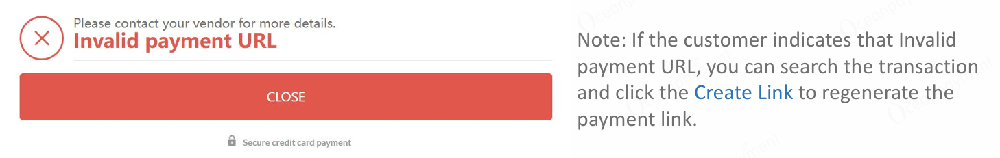 Please contact your vendor for more details.
Invalid payment URL
CLOSE
Secure credit card payment
Note: If the customer indicates that Invalid
payment URL, you can search the transaction
and click the Create Link to regenerate the
payment link.